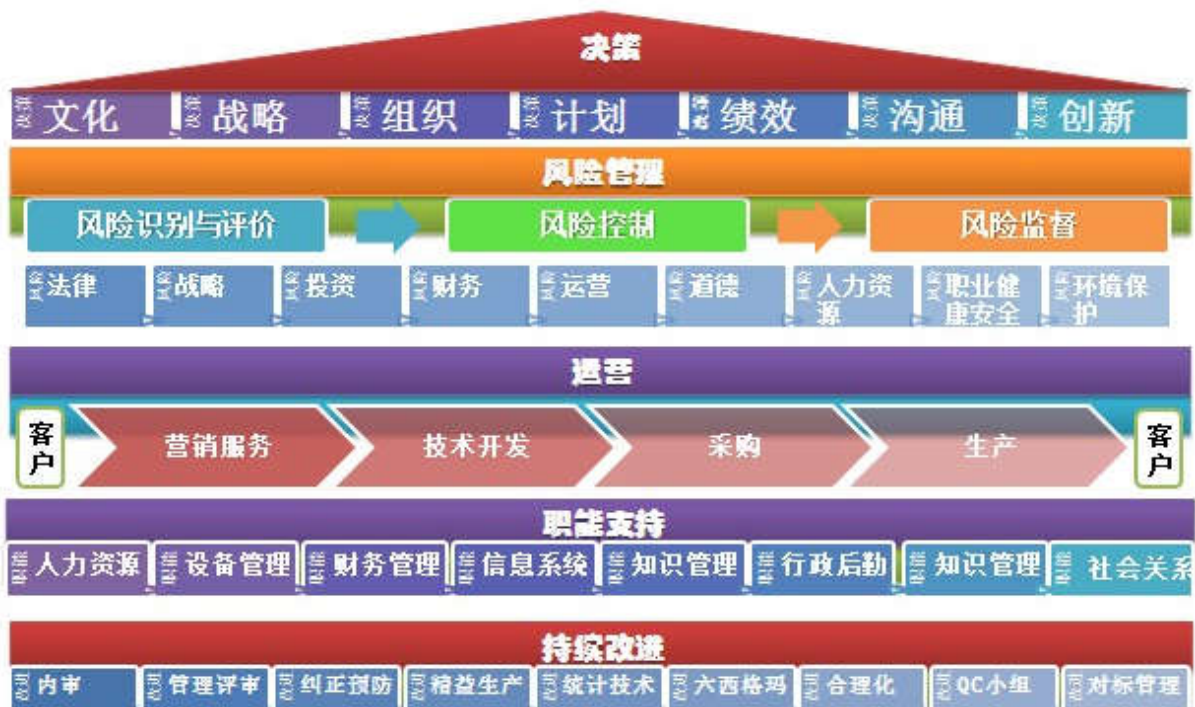 决策
文化 战略 组织 计划 绩效 沟通 创新
风险管理
风险识别与评价 风险控制 风险监督
法律 战略 投资 财务 运营 道德 人力资 职业健 环境保
源 康安全 护
运营
客户 营销服务 技术开发 采购 生产 客户
职能支持
人力资源 设备管理 财务管理 信息系统 知识管理 行政后勤 知识管理 社会关系
持续改进
内审 管理评审 纠正预防 精益生产 统计技术 六西格玛 合理化 QC小组 对标管理